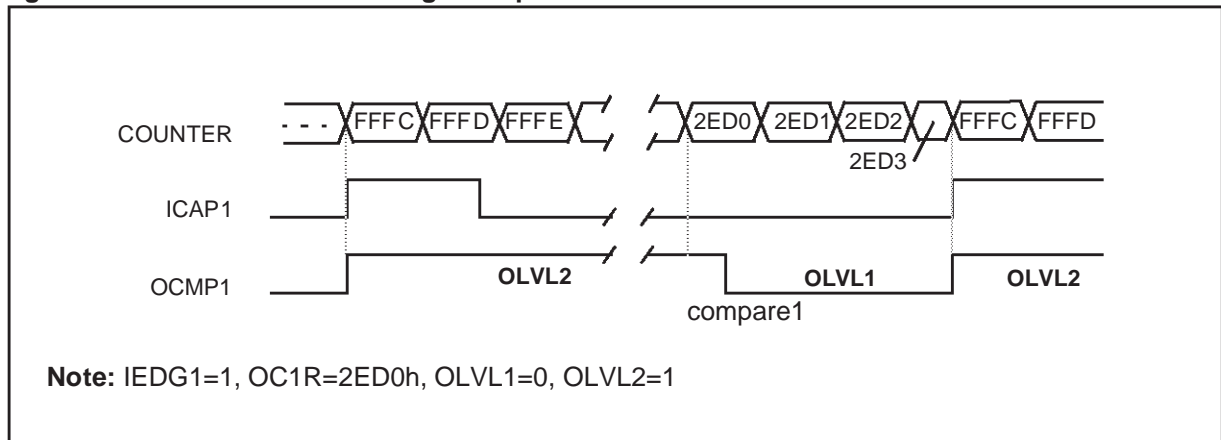 COUNTER
- - - FFFC FFFD FFFE 2ED0 2ED1 2ED2 FFFC FFFD
2ED3
ICAP1
OCMP1
OLVL2 OLVL1 OLVL2
compare1
Note: IEDG1=1, OC1R=2ED0h, OLVL1=0, OLVL2=1